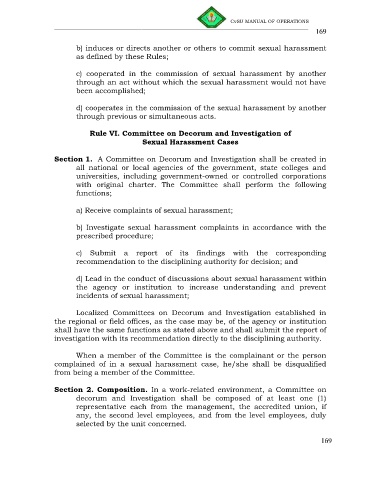 CvSU MANUAL OF OPERATIONS
169
b) induces or directs another or others to commit sexual harassment
as defined by these Rules;
c) cooperated in the commission of sexual harassment by another
through an act without which the sexual harassment would not have
been accomplished;
d) cooperates in the commission of the sexual harassment by another
through previous or simultaneous acts.
Rule VI. Committee on Decorum and Investigation of
Sexual Harassment Cases
Section 1. A Committee on Decorum and Investigation shall be created in
all national or local agencies of the government, state colleges and
universities, including government-owned or controlled corporations
with original charter. The Committee shall perform the following
functions;
a) Receive complaints of sexual harassment;
b) Investigate sexual harassment complaints in accordance with the
prescribed procedure;
c) Submit a report of its findings with the corresponding
recommendation to the disciplining authority for decision; and
d) Lead in the conduct of discussions about sexual harassment within
the agency or institution to increase understanding and prevent
incidents of sexual harassment;
Localized Committees on Decorum and Investigation established in
the regional or field offices, as the case may be, of the agency or institution
shall have the same functions as stated above and shall submit the report of
investigation with its recommendation directly to the disciplining authority.
When a member of the Committee is the complainant or the person
complained of in a sexual harassment case, he/she shall be disqualified
from being a member of the Committee.
Section 2. Composition. In a work-related environment, a Committee on
decorum and Investigation shall be composed of at least one (1)
representative each from the management, the accredited union, if
any, the second level employees, and from the level employees, duly
selected by the unit concerned.
169